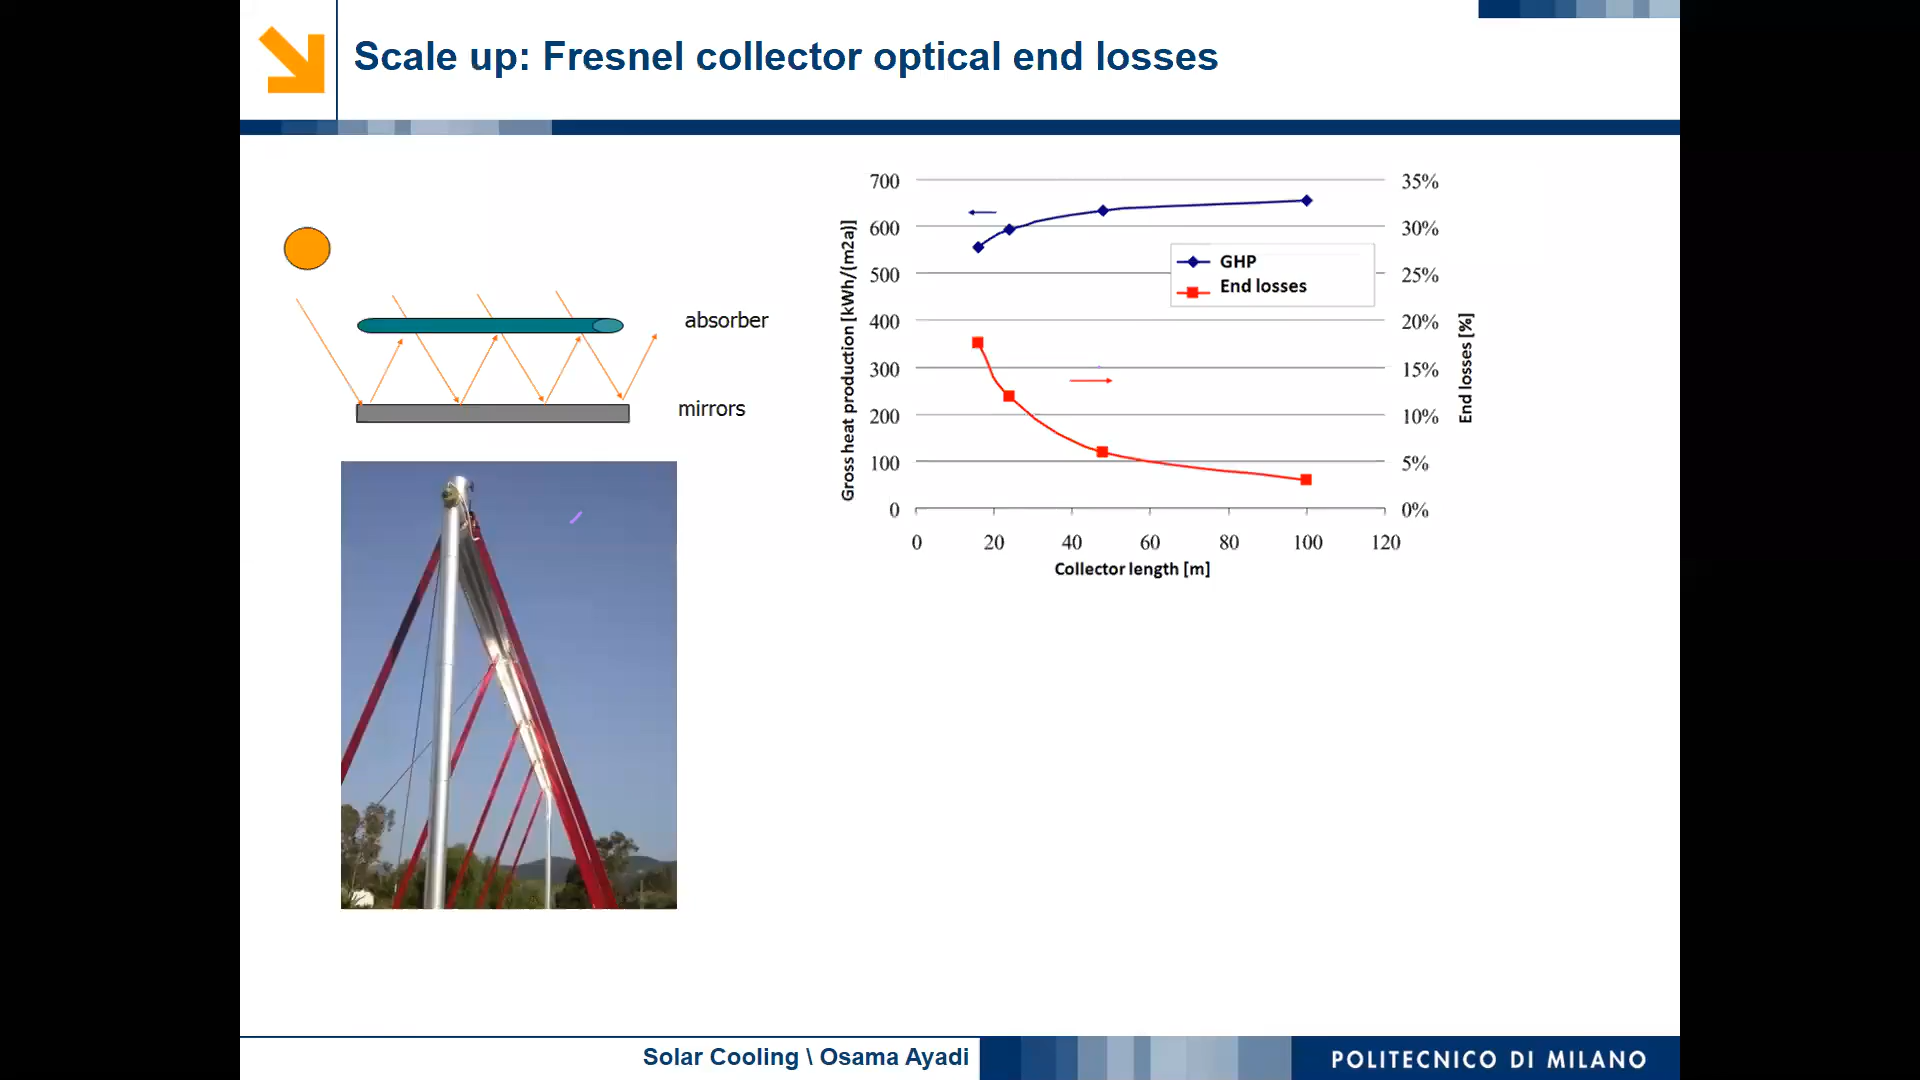 Scale up: Fresnel collector optical end losses
absorber
mirrors
Gross heat production [kWh/(m2a)]
700
600
500
400
300
200
100
0
35%
30%
25%
20%
15%
10%
5%
0%
End losses [%]
GHP
End losses
0 20 40 60 80 100 120
Collector length [m]
Solar Cooling \ Osama Ayadi
POLITECNICO DI MILANO